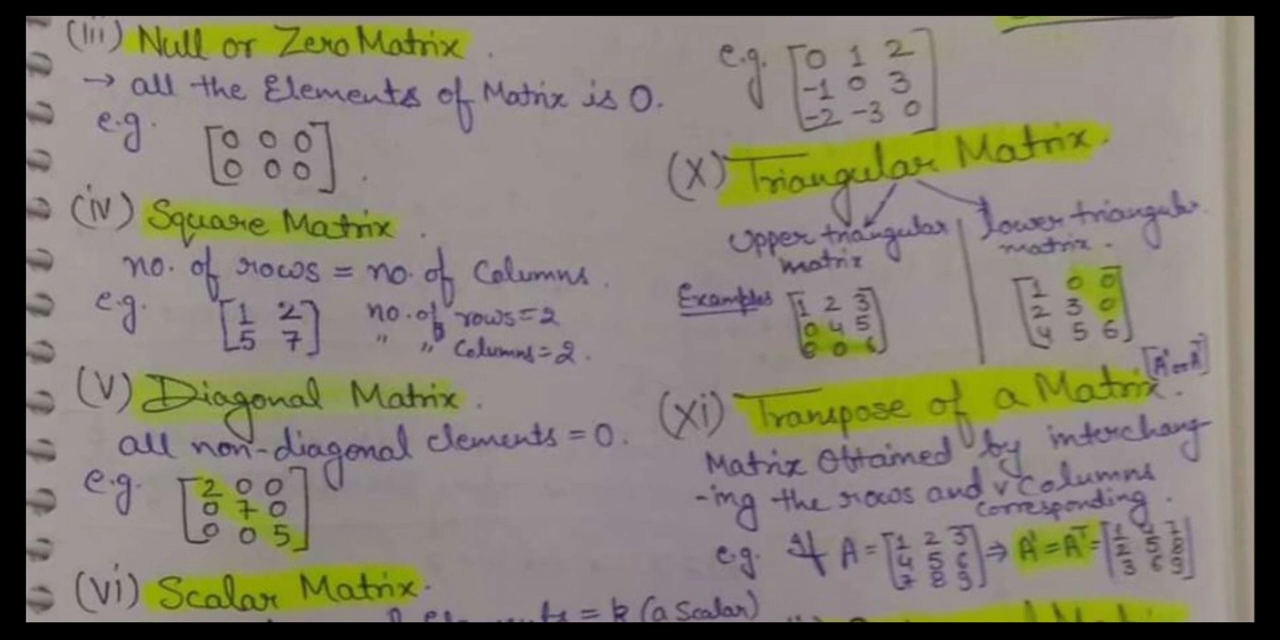 (iii) Null or Zero Matrix.
→ all the Elements of Matrix is 0.
e.g. [0 0 0
0 0 0].
(iv) Square Matrix.
no. of rows = no. of Columns.
e.g. [1 2
5 7]
no. of rows = 2
" " Columns = 2.
(V) Diagonal Matrix.
all non-diagonal elements = 0.
e.g. [2 0 0
0 7 0
0 0 5]
(vi) Scalar Matrix.
elements = k (a scalar)
e.g. [0 1 2
-1 0 3
-2 -3 0]
(X) Triangular Matrix.
Upper triangular
matrix
lower triangular
matrix.
Examples [1 2 3
0 4 5
0 0 6]
[1 0 0
2 3 0
4 5 6]
[A' or Aᵀ]
(Xi) Transpose of a Matrix.
Matrix Obtained by interchang-
-ing the rows and ∨ Columns
corresponding.
e.g. If A = [1 2 3
4 5 6
7 8 9] ⇒ A' = Aᵀ = [1 4 7
2 5 8
3 6 9]